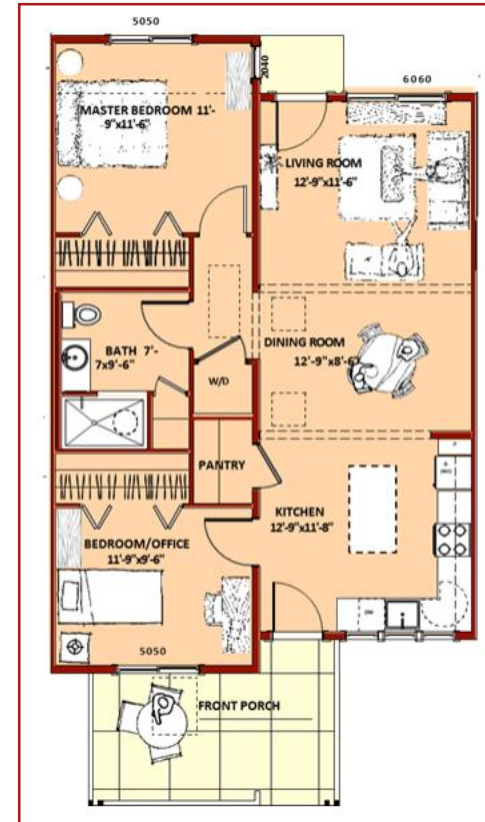 5050
2040
6060
MASTER BEDROOM 11'-
9"x11'-6"
LIVING ROOM
12'-9"x11'-6"
DINING ROOM
12'-9"x8'-6"
BATH 7'-
7x9'-6"
W/D
PANTRY
KITCHEN
12'-9"x11'-8"
BEDROOM/OFFICE
11'-9"x9'-6"
5050
FRONT PORCH